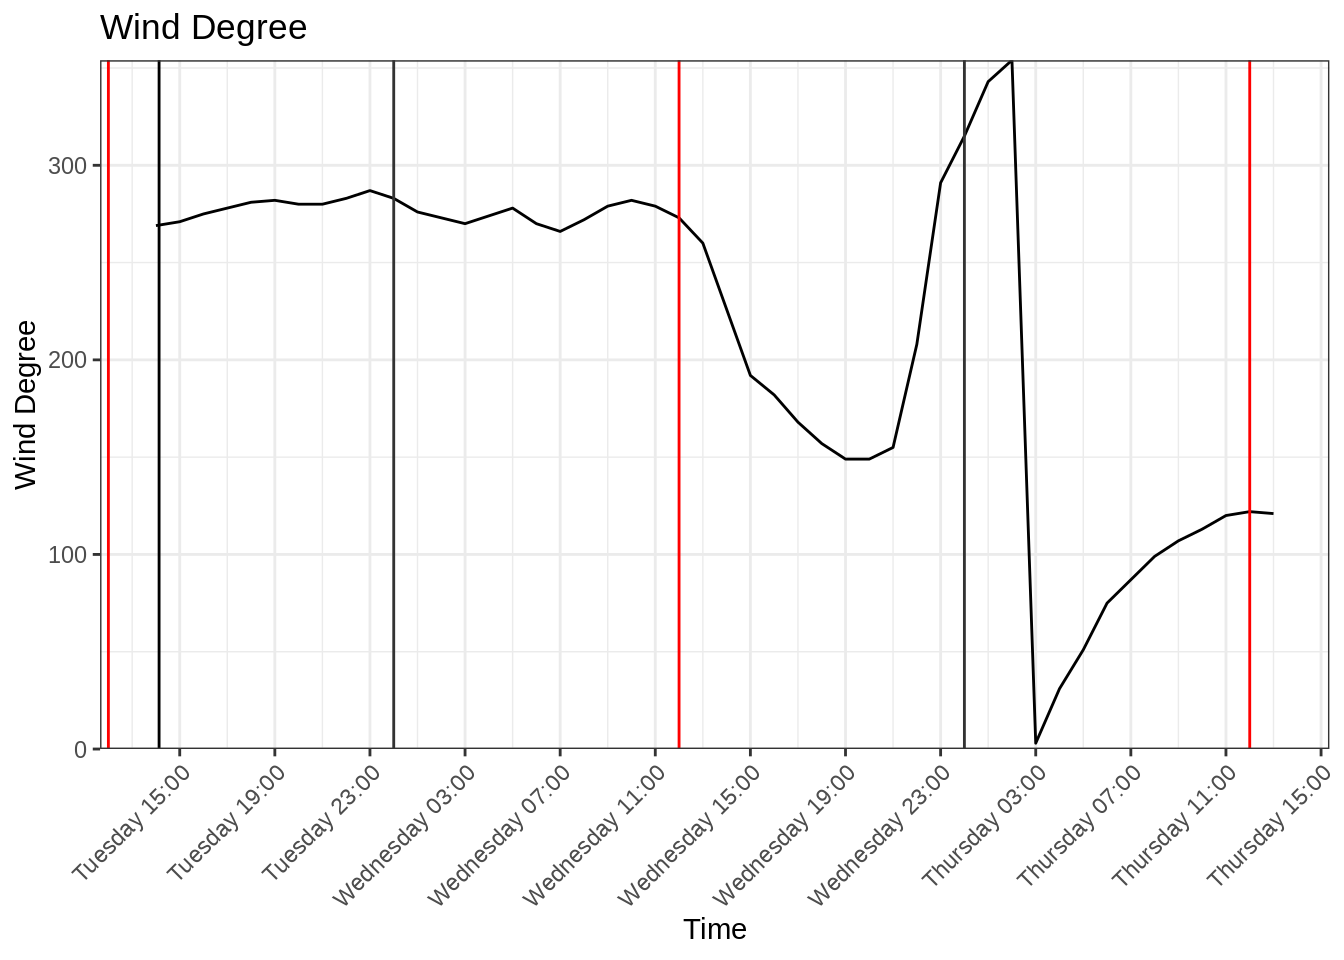 Wind Degree
Wind Degree
300
200
100
0
Tuesday 15:00
Tuesday 19:00
Tuesday 23:00
Wednesday 03:00
Wednesday 07:00
Wednesday 11:00
Wednesday 15:00
Wednesday 19:00
Wednesday 23:00
Thursday 03:00
Thursday 07:00
Thursday 11:00
Thursday 15:00
Time